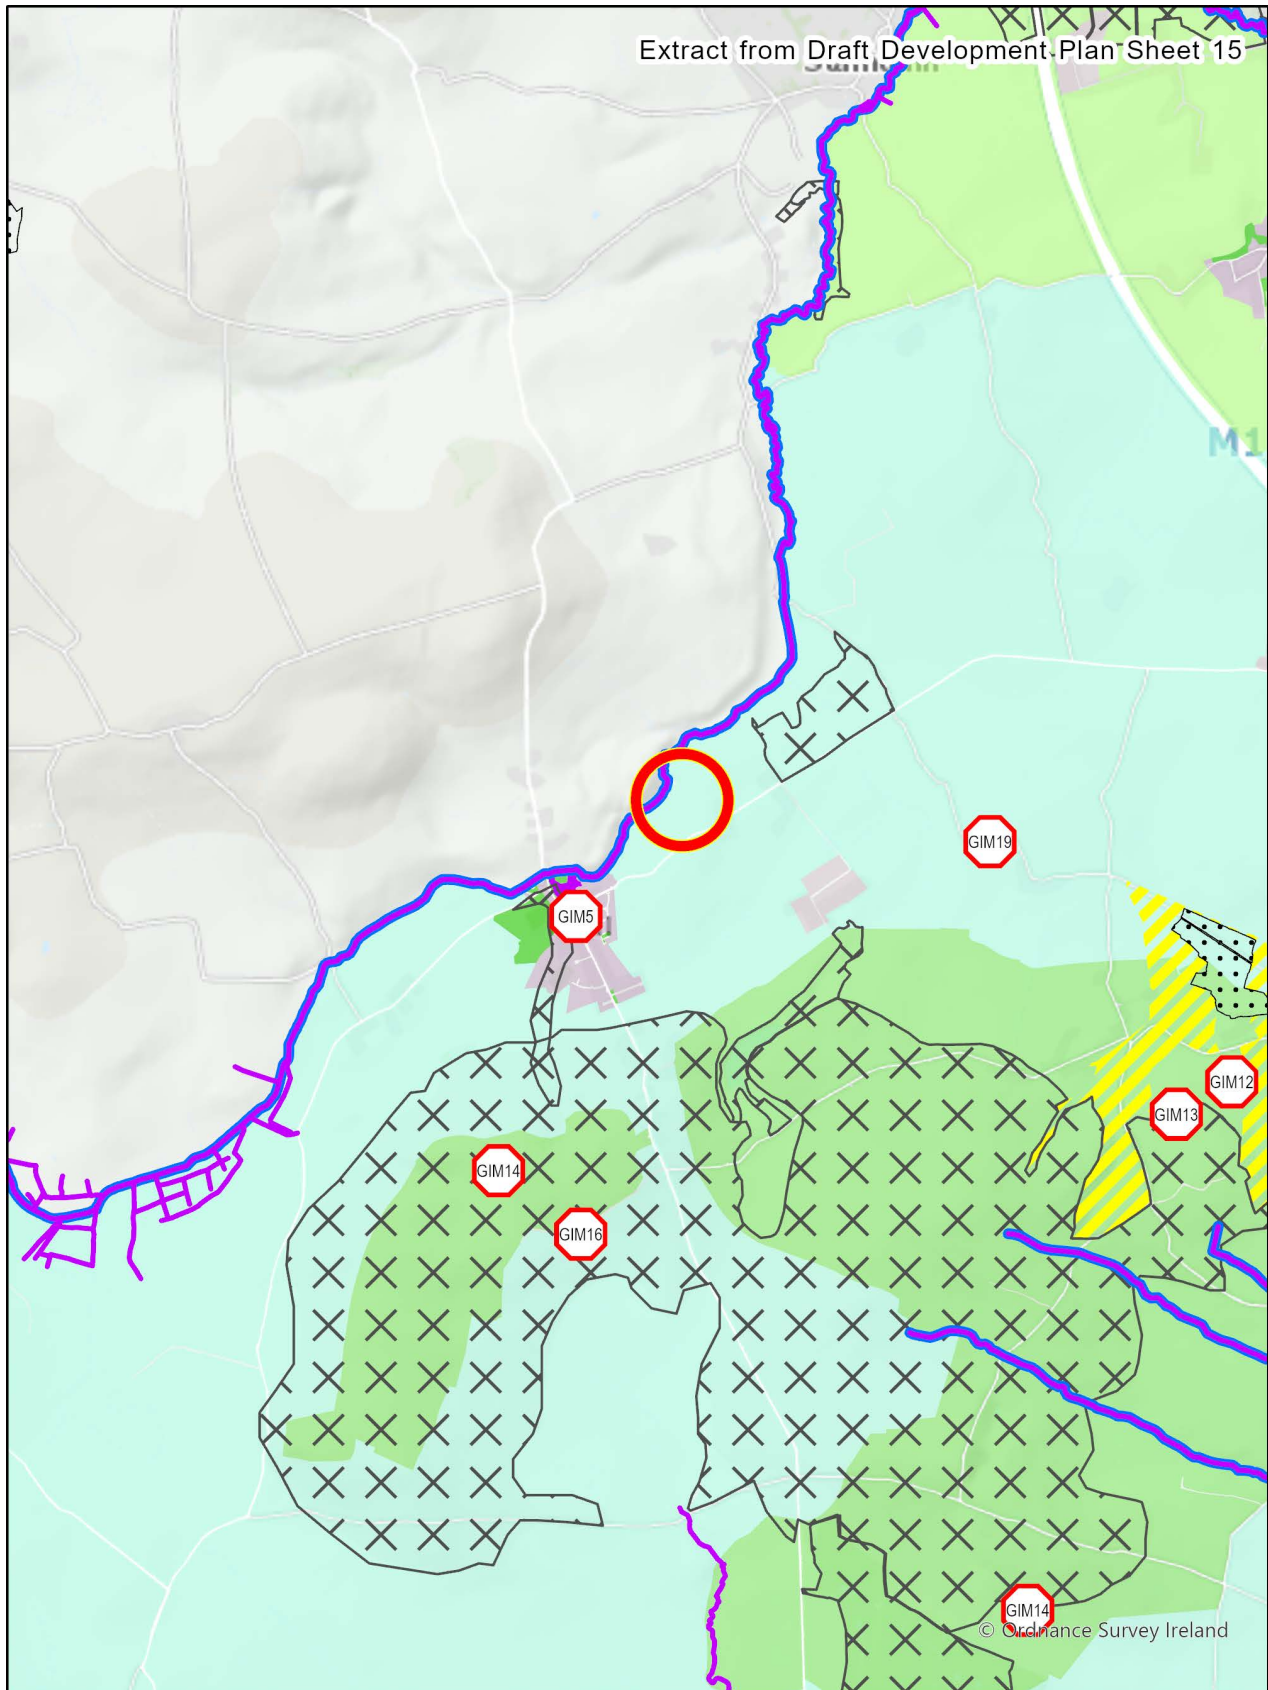 Extract from Draft Development Plan Sheet 15
M1
GIM19
GIM5
GIM12
GIM13
GIM14
GIM16
GIM14
© Ordnance Survey Ireland